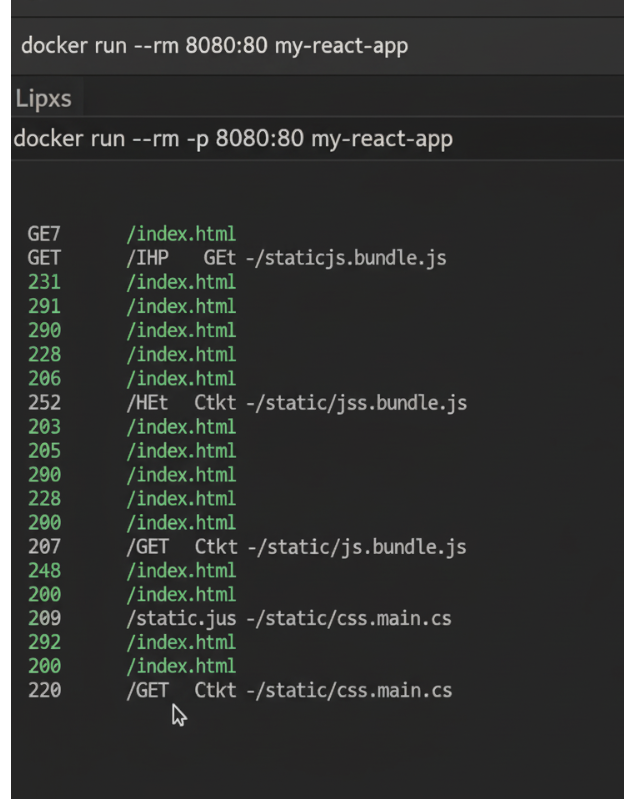 docker run --rm 8080:80 my-react-app
Lipxs
docker run --rm -p 8080:80 my-react-app
GE7 /index.html
GET /IHP GEt -/staticjs.bundle.js
231 /index.html
291 /index.html
290 /index.html
228 /index.html
206 /index.html
252 /HEt Ctkt -/static/jss.bundle.js
203 /index.html
205 /index.html
290 /index.html
228 /index.html
200 /index.html
207 /GET Ctkt -/static/js.bundle.js
248 /index.html
200 /index.html
209 /static.jus -/static/css.main.cs
292 /index.html
200 /index.html
220 /GET Ctkt -/static/css.main.cs